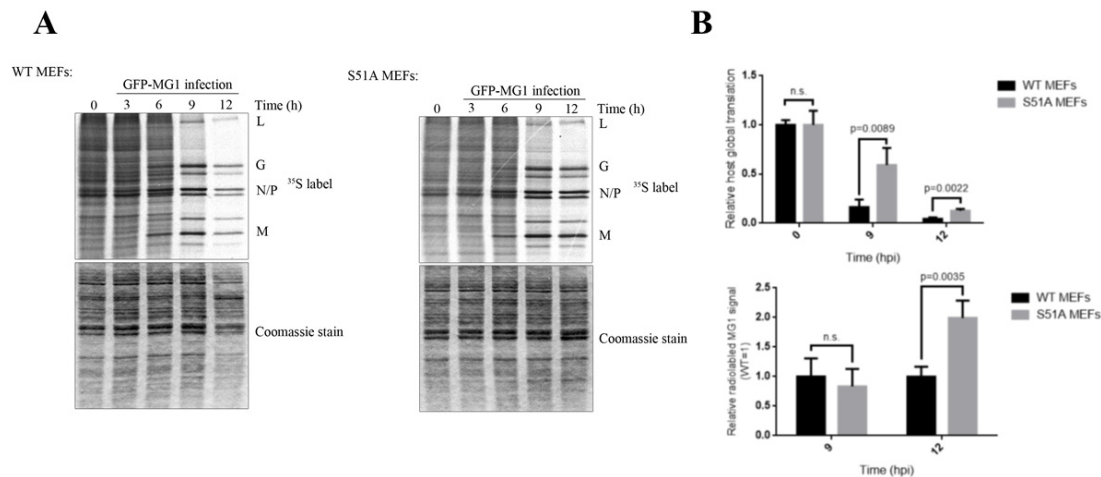 A
WT MEFs:
GFP-MG1 infection
0 3 6 9 12 Time (h)
L
G
N/P
³⁵S label
M
Coomassie stain
S51A MEFs:
GFP-MG1 infection
0 3 6 9 12 Time (h)
L
G
N/P
³⁵S label
M
Coomassie stain
B
Relative host global translation
1.5
1.0
0.5
0.0
n.s.
p=0.0089
p=0.0022
WT MEFs
S51A MEFs
0 9 12
Time (hpi)
Relative radiolabled MG1 signal
(WT=1)
2.5
2.0
1.5
1.0
0.5
0.0
n.s.
p=0.0035
WT MEFs
S51A MEFs
9 12
Time (hpi)